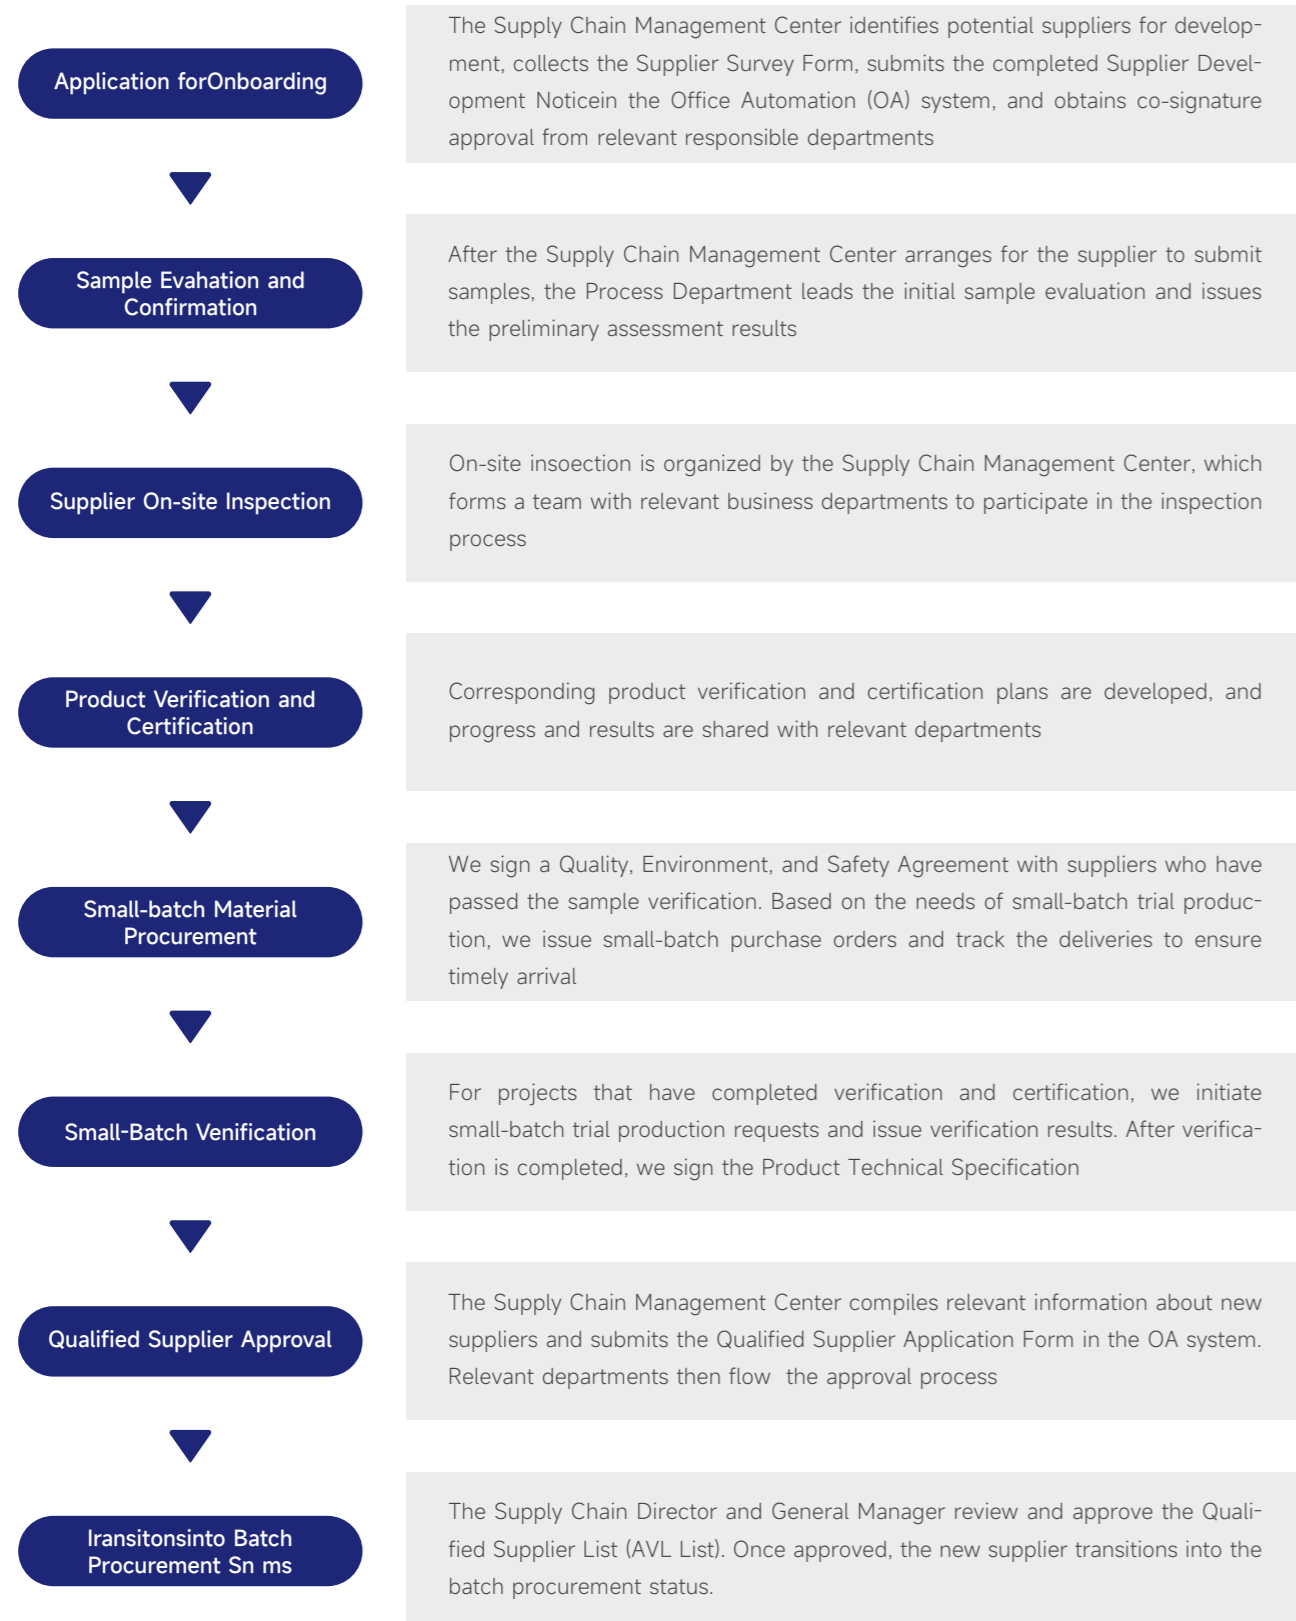 Application forOnboarding
The Supply Chain Management Center identifies potential suppliers for develop-
ment, collects the Supplier Survey Form, submits the completed Supplier Devel-
opment Noticein the Office Automation (OA) system, and obtains co-signature
approval from relevant responsible departments
Sample Evahation and
Confirmation
After the Supply Chain Management Center arranges for the supplier to submit
samples, the Process Department leads the initial sample evaluation and issues
the preliminary assessment results
Supplier On-site Inspection
On-site insoection is organized by the Supply Chain Management Center, which
forms a team with relevant business departments to participate in the inspection
process
Product Verification and
Certification
Corresponding product verification and certification plans are developed, and
progress and results are shared with relevant departments
Small-batch Material
Procurement
We sign a Quality, Environment, and Safety Agreement with suppliers who have
passed the sample verification. Based on the needs of small-batch trial produc-
tion, we issue small-batch purchase orders and track the deliveries to ensure
timely arrival
Small-Batch Venification
For projects that have completed verification and certification, we initiate
small-batch trial production requests and issue verification results. After verifica-
tion is completed, we sign the Product Technical Specification
Qualified Supplier Approval
The Supply Chain Management Center compiles relevant information about new
suppliers and submits the Qualified Supplier Application Form in the OA system.
Relevant departments then flow the approval process
Iransitonsinto Batch
Procurement Sn ms
The Supply Chain Director and General Manager review and approve the Quali-
fied Supplier List (AVL List). Once approved, the new supplier transitions into the
batch procurement status.